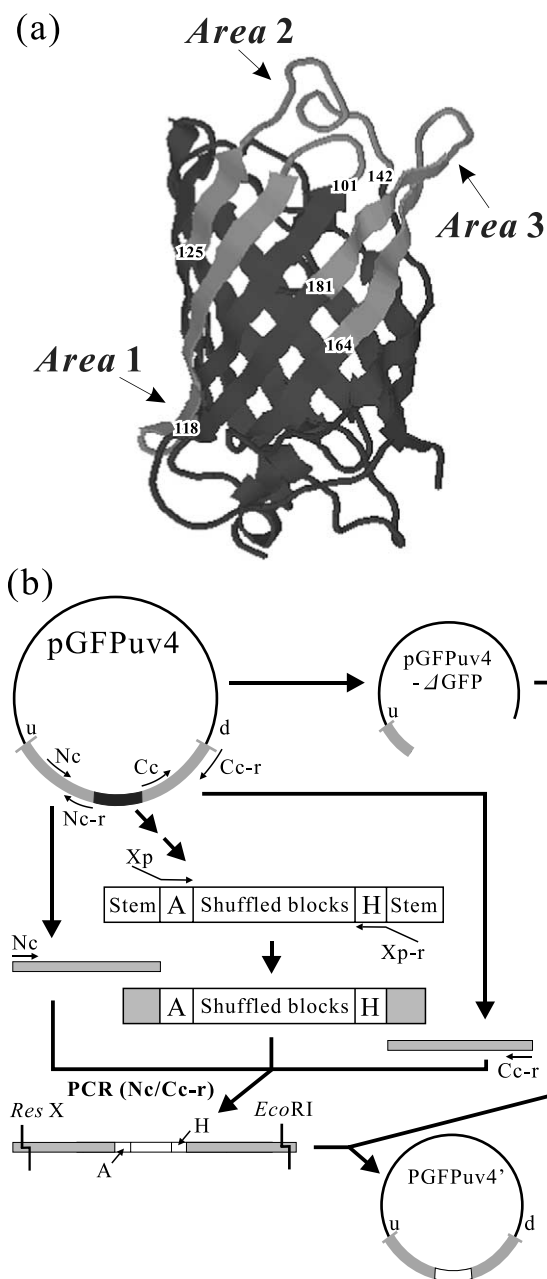 (a)
Area 2
101
142
Area 3
125
181
164
Area 1
118
(b)
pGFPuv4
pGFPuv4
-ΔGFP
u
d
u
Nc
Cc
Cc-r
Nc-r
Xp
Stem A Shuffled blocks H Stem
Xp-r
Nc
A Shuffled blocks H
Cc-r
PCR (Nc/Cc-r)
Res X
H
EcoRI
A
PGFPuv4'
u
d